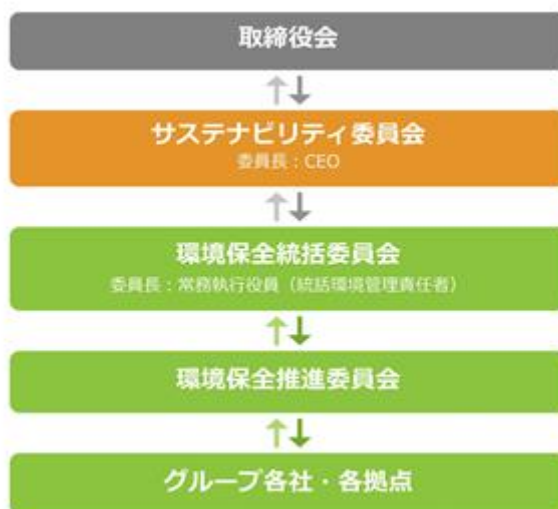 取締役会
サステナビリティ委員会
委員長：CEO
環境保全統括委員会
委員長：常務執行役員（統括環境管理責任者）
環境保全推進委員会
グループ各社・各拠点